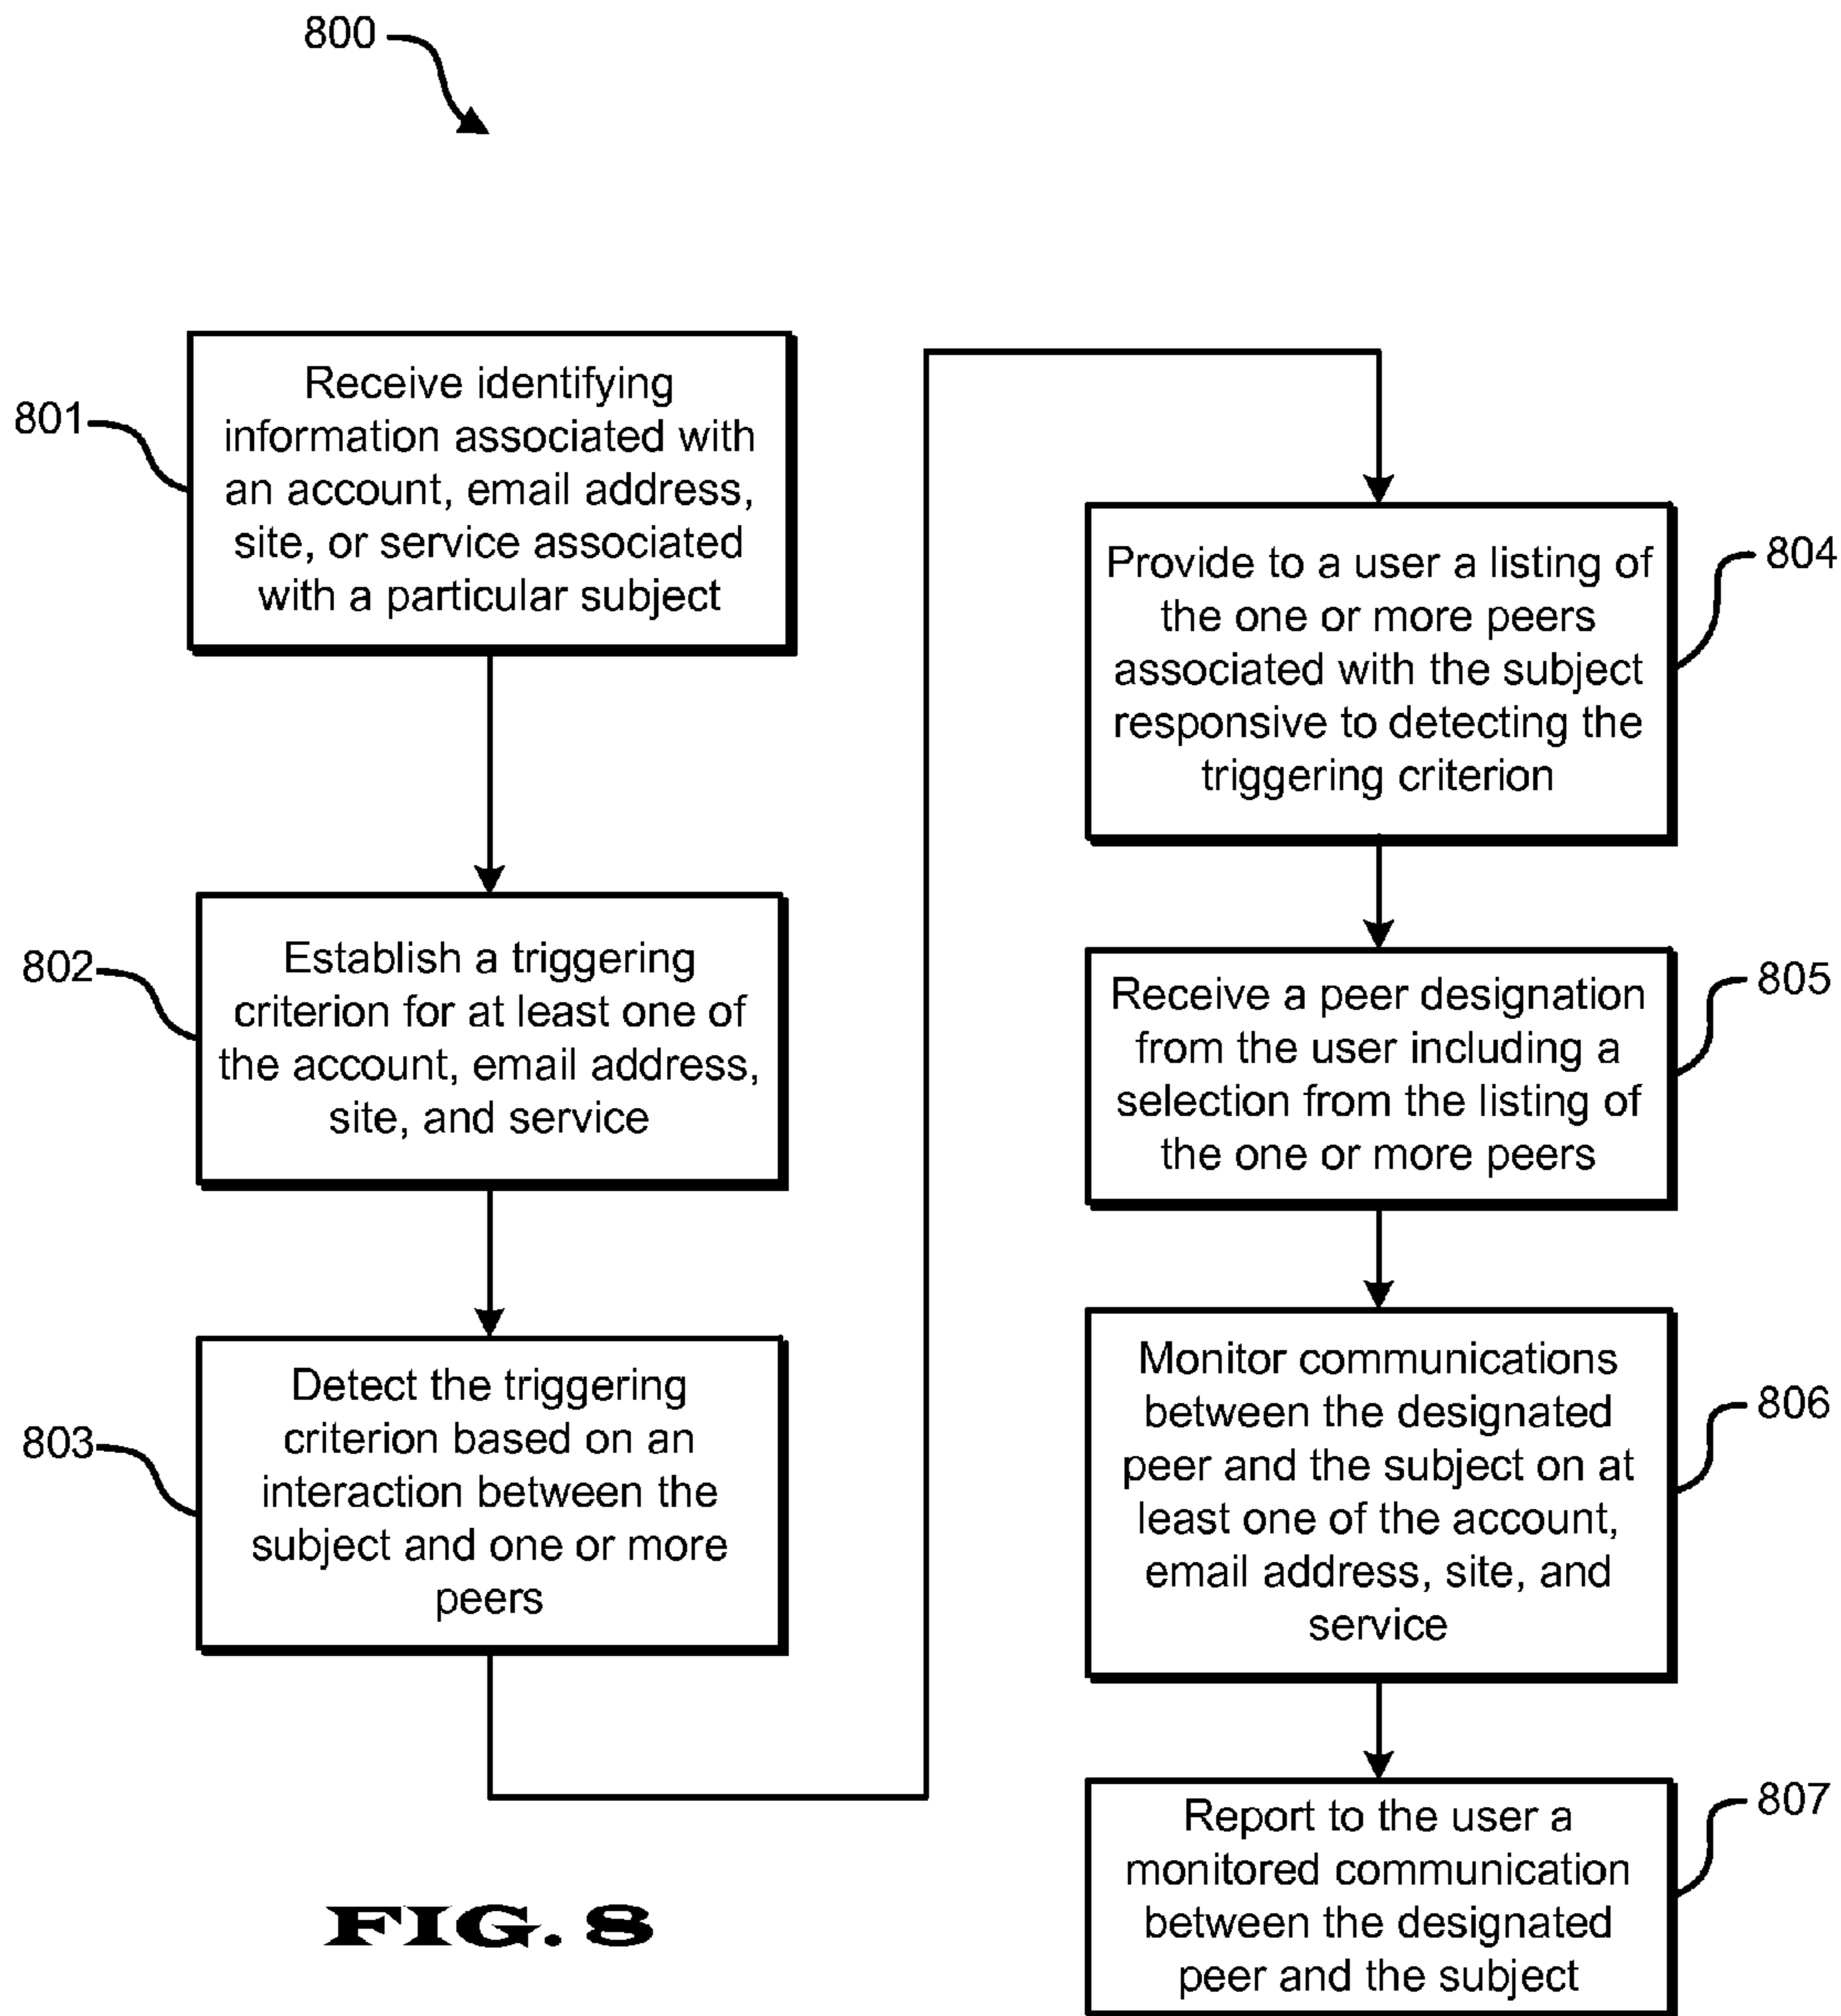 800
801
Receive identifying
information associated with
an account, email address,
site, or service associated
with a particular subject
802
Establish a triggering
criterion for at least one of
the account, email address,
site, and service
803
Detect the triggering
criterion based on an
interaction between the
subject and one or more
peers
804
Provide to a user a listing of
the one or more peers
associated with the subject
responsive to detecting the
triggering criterion
805
Receive a peer designation
from the user including a
selection from the listing of
the one or more peers
806
Monitor communications
between the designated
peer and the subject on at
least one of the account,
email address, site, and
service
807
Report to the user a
monitored communication
between the designated
peer and the subject
FIG. 8